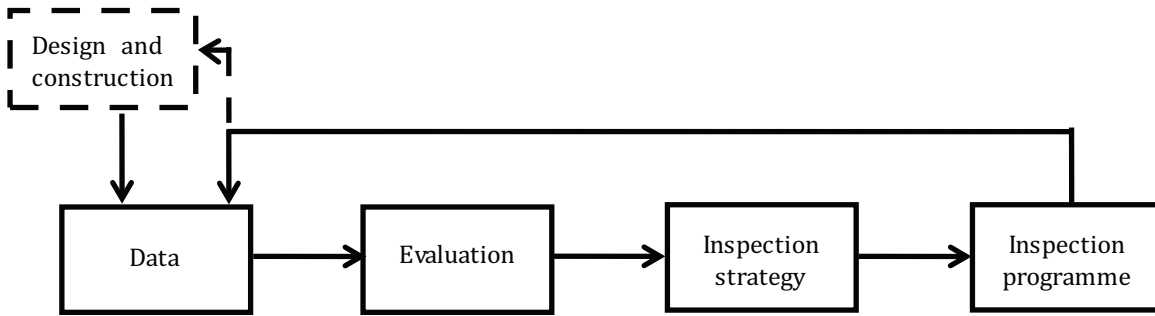 Design and
construction
Data
Evaluation
Inspection
strategy
Inspection
programme